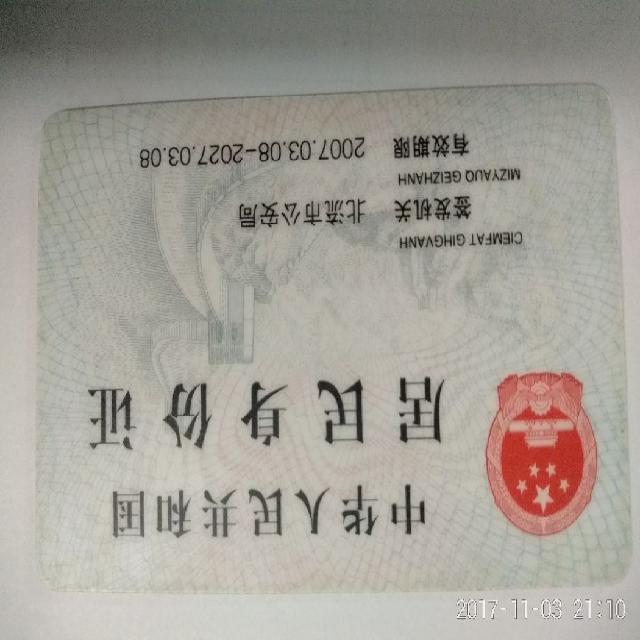 中华人民共和国
居民身份证
CIEMFAT GHGVANH
签发机关 北流市公安局
MIZYAUQ GEIZHANH
有效期限 2007.03.08-2027.03.08
2017-11-03 21:10